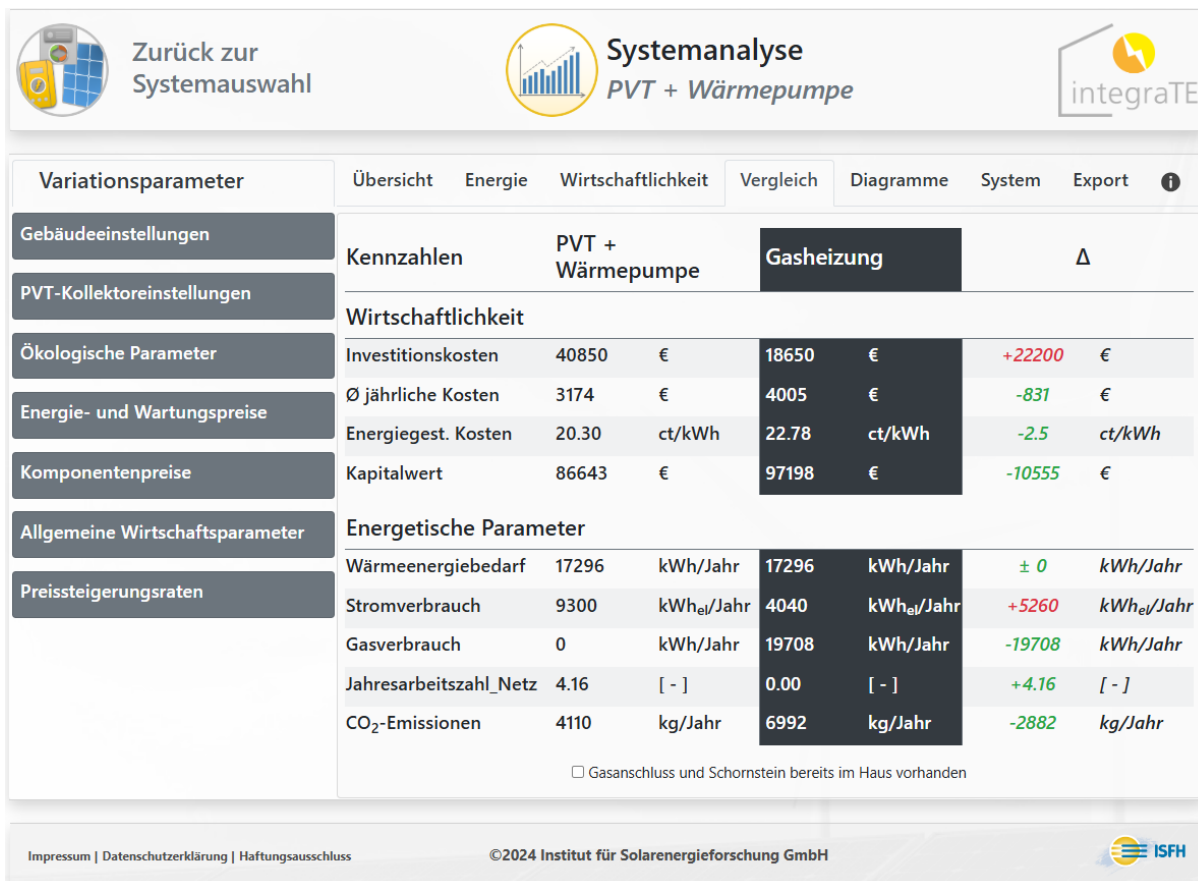 Zurück zur
Systemauswahl
Systemanalyse
PVT + Wärmepumpe
integraTE
Variationsparameter
Übersicht Energie Wirtschaftlichkeit Vergleich Diagramme System Export i
Gebäudeeinstellungen
PVT-Kollektoreinstellungen
Ökologische Parameter
Energie- und Wartungspreise
Komponentenpreise
Allgemeine Wirtschaftsparameter
Preissteigerungsraten
Kennzahlen PVT + Wärmepumpe Gasheizung Δ
Wirtschaftlichkeit
Investitionskosten 40850 € 18650 € +22200 €
Ø jährliche Kosten 3174 € 4005 € -831 €
Energiegest. Kosten 20.30 ct/kWh 22.78 ct/kWh -2.5 ct/kWh
Kapitalwert 86643 € 97198 € -10555 €
Energetische Parameter
Wärmeenergiebedarf 17296 kWh/Jahr 17296 kWh/Jahr ± 0 kWh/Jahr
Stromverbrauch 9300 kWhel/Jahr 4040 kWhel/Jahr +5260 kWhel/Jahr
Gasverbrauch 0 kWh/Jahr 19708 kWh/Jahr -19708 kWh/Jahr
Jahresarbeitszahl_Netz 4.16 [ - ] 0.00 [ - ] +4.16 [ - ]
CO2-Emissionen 4110 kg/Jahr 6992 kg/Jahr -2882 kg/Jahr
Gasanschluss und Schornstein bereits im Haus vorhanden
Impressum | Datenschutzerklärung | Haftungsausschluss
©2024 Institut für Solarenergieforschung GmbH
ISFH